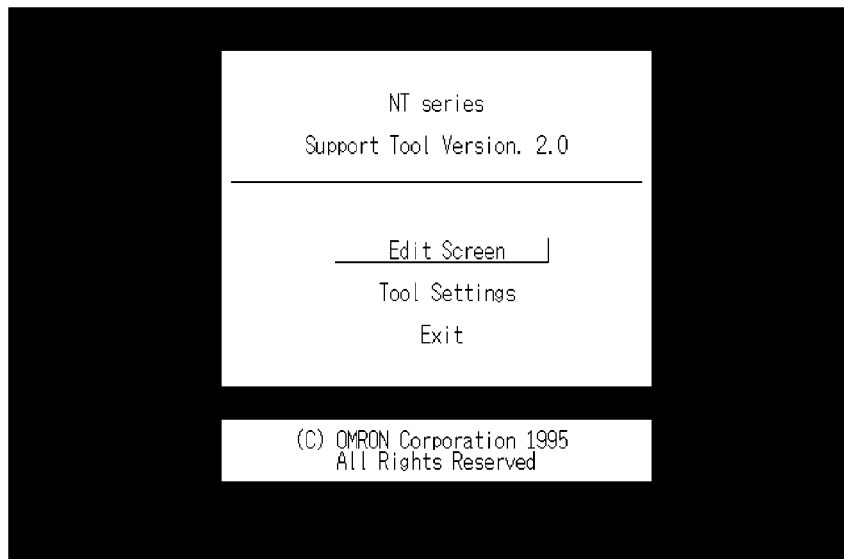 NT series
Support Tool Version. 2.0
Edit Screen
Tool Settings
Exit
(C) OMRON Corporation 1995
All Rights Reserved